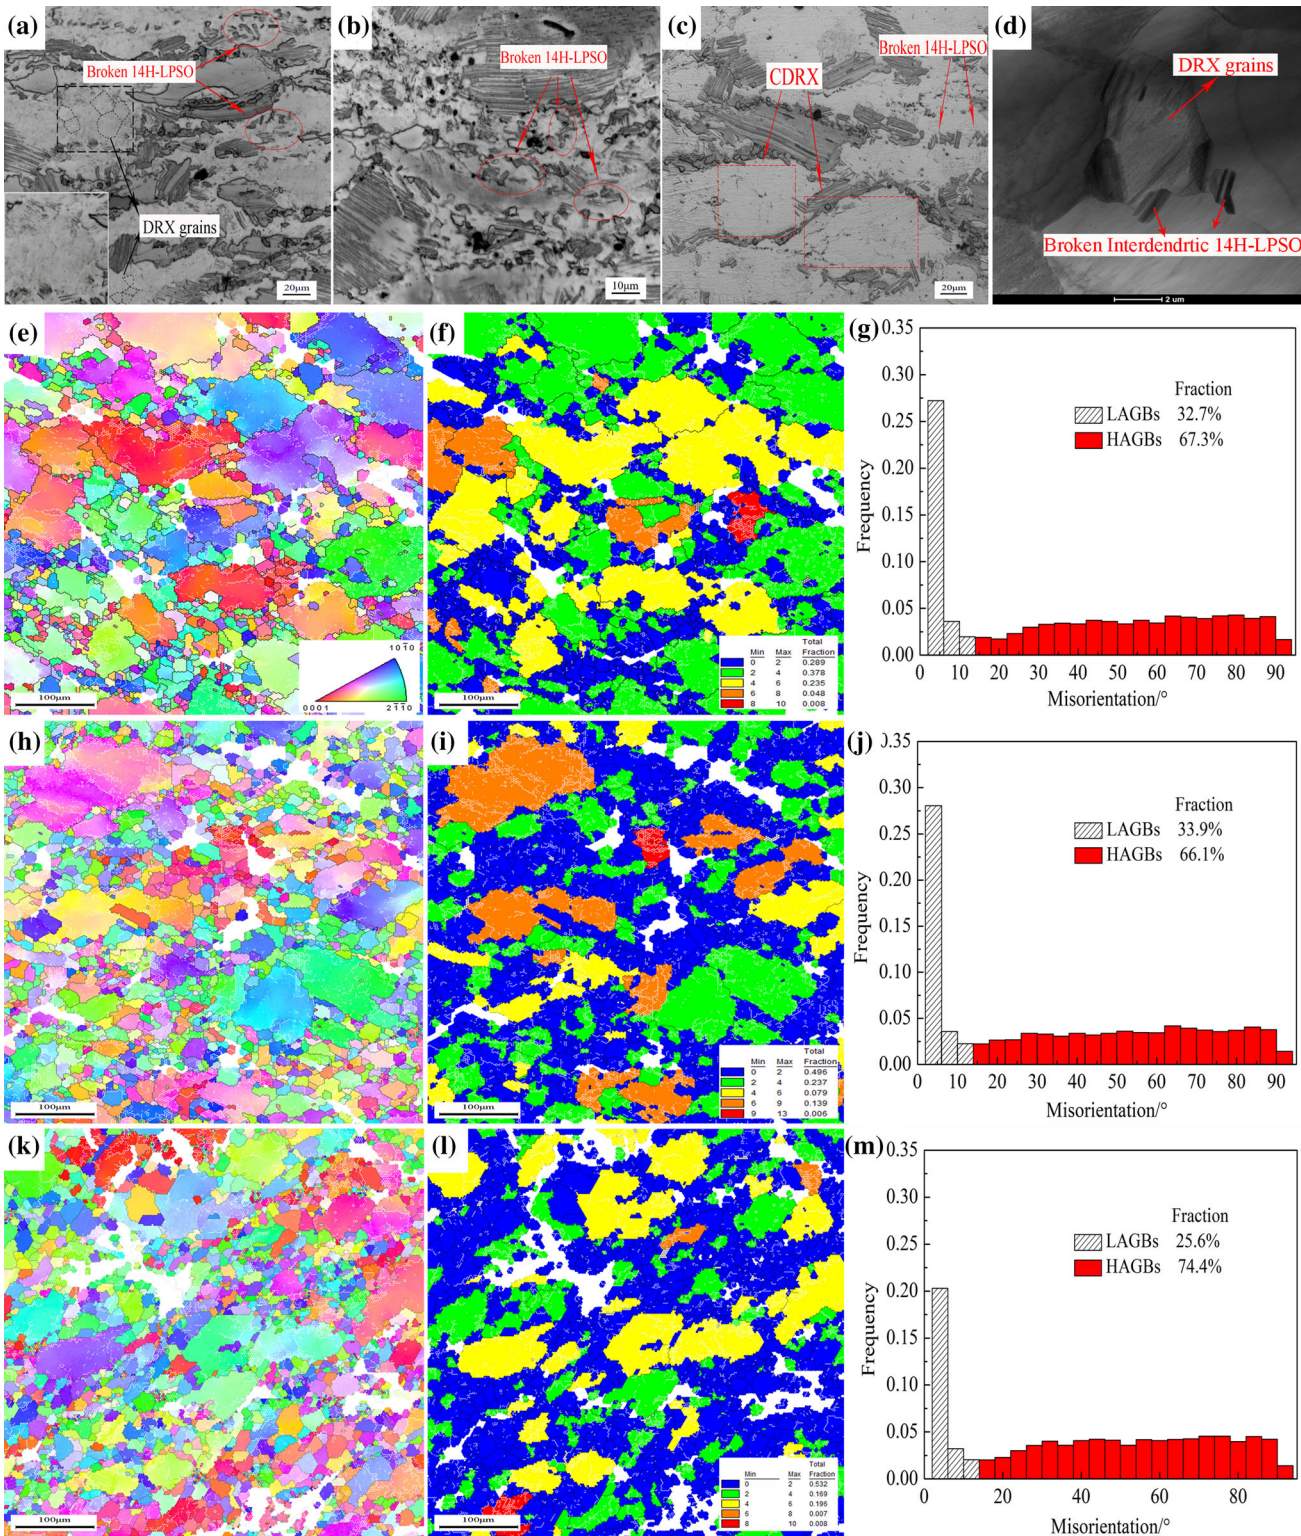 (a)
Broken 14H-LPSO
DRX grains
20μm
(b)
Broken 14H-LPSO
10μm
(c)
Broken 14H-LPSO
CDRX
20μm
(d)
DRX grains
Broken Interdendrtic 14H-LPSO
2 um
(e)
100μm
10-10
0001
2-1-10
(f)
100μm
Total
Min Max Fraction
0 2 0.289
2 4 0.378
4 6 0.235
6 8 0.048
8 10 0.008
(g)
0.35
0.30
0.25
0.20
0.15
0.10
0.05
0.00
Frequency
Fraction
LAGBs 32.7%
HAGBs 67.3%
0 10 20 30 40 50 60 70 80 90
Misorientation/°
(h)
100μm
(i)
100μm
Total
Min Max Fraction
0 2 0.496
2 4 0.237
4 6 0.079
6 9 0.139
9 13 0.006
(j)
0.35
0.30
0.25
0.20
0.15
0.10
0.05
0.00
Frequency
Fraction
LAGBs 33.9%
HAGBs 66.1%
0 10 20 30 40 50 60 70 80 90
Misorientation/°
(k)
100μm
(l)
100μm
Total
Min Max Fraction
0 2 0.532
2 4 0.169
4 6 0.196
6 8 0.007
8 10 0.008
(m)
0.35
0.30
0.25
0.20
0.15
0.10
0.05
0.00
Frequency
Fraction
LAGBs 25.6%
HAGBs 74.4%
0 20 40 60 80
Misorientation/°